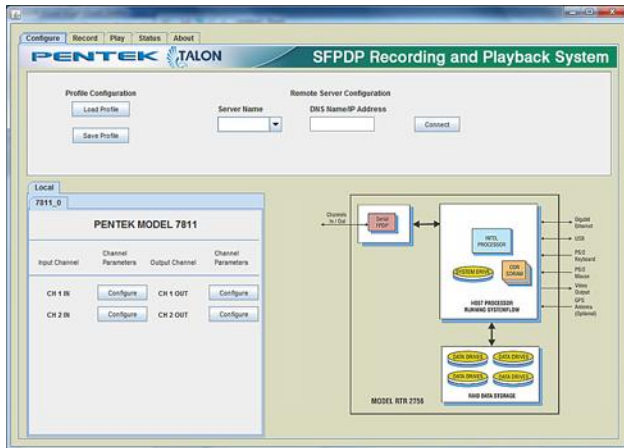 Configure Record Play Status About
PENTEK TALON SFPDP Recording and Playback System
Profile Configuration
Load Profile
Save Profile
Remote Server Configuration
Server Name DNS Name/IP Address
Connect
Local
7811_0
PENTEK MODEL 7811
Input Channel Channel Parameters Output Channel Channel Parameters
CH 1 IN Configure CH 1 OUT Configure
CH 2 IN Configure CH 2 OUT Configure
Channels
In / Out
Serial
FPDP
INTEL
PROCESSOR
SYSTEM DRIVE
DDR
SDRAM
HOST PROCESSOR
RUNNING SYSTEMFLOW
Gigabit
Ethernet
USB
PS/2
Keyboard
PS/2
Mouse
Video
Output
GPS
Antenna
(Optional)
DATA DRIVES DATA DRIVES
DATA DRIVES DATA DRIVES
RAID DATA STORAGE
MODEL RTR 2756